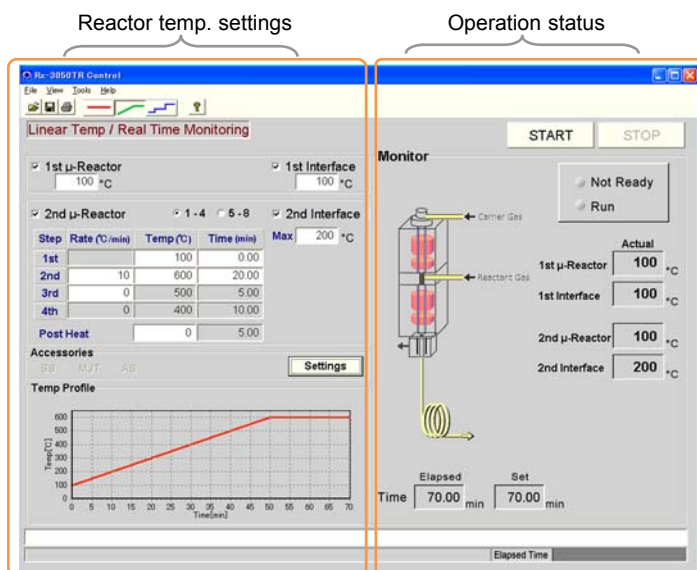 Reactor temp. settings
Operation status
Rx-3050TR Control
File View Tools Help
?
Linear Temp / Real Time Monitoring
START STOP
1st μ-Reactor
100 °C
1st Interface
100 °C
2nd μ-Reactor 1 - 4 5 - 8 2nd Interface
Max 200 °C
Step Rate (°C/min) Temp(°C) Time (min)
1st 100 0.00
2nd 10 600 20.00
3rd 0 500 5.00
4th 0 400 10.00
Post Heat 0 5.00
Accessories
SS MJT AS
Settings
Temp Profile
Temp[°C]
600
500
400
300
200
100
0
0 5 10 15 20 25 30 35 40 45 50 55 60 65 70
Time[min]
Monitor
Not Ready
Run
Carrier Gas
Reactant Gas
Actual
1st μ-Reactor 100 °C
1st Interface 100 °C
2nd μ-Reactor 100 °C
2nd Interface 200 °C
Elapsed Set
Time 70.00 min 70.00 min
Elapsed Time